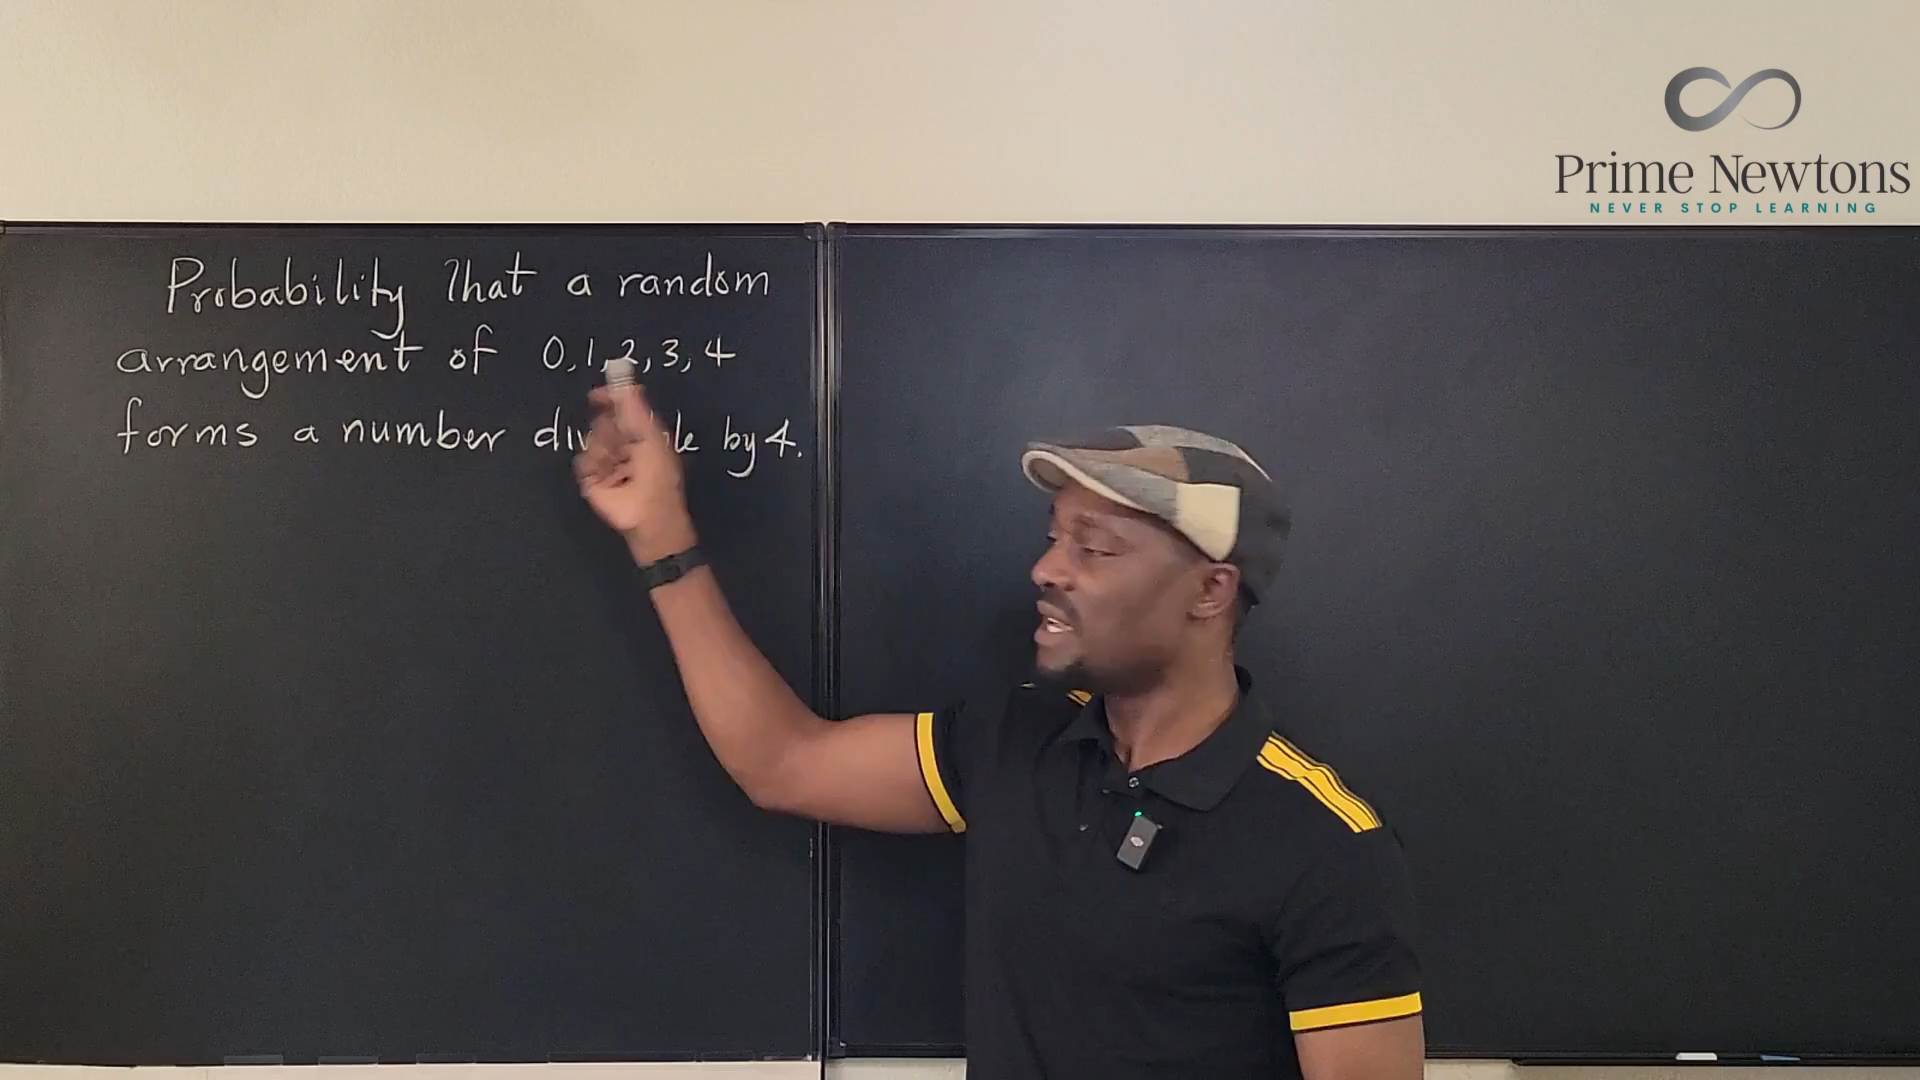 Prime Newtons
NEVER STOP LEARNING
Probability that a random
arrangement of 0,1,2,3,4
forms a number by 4.